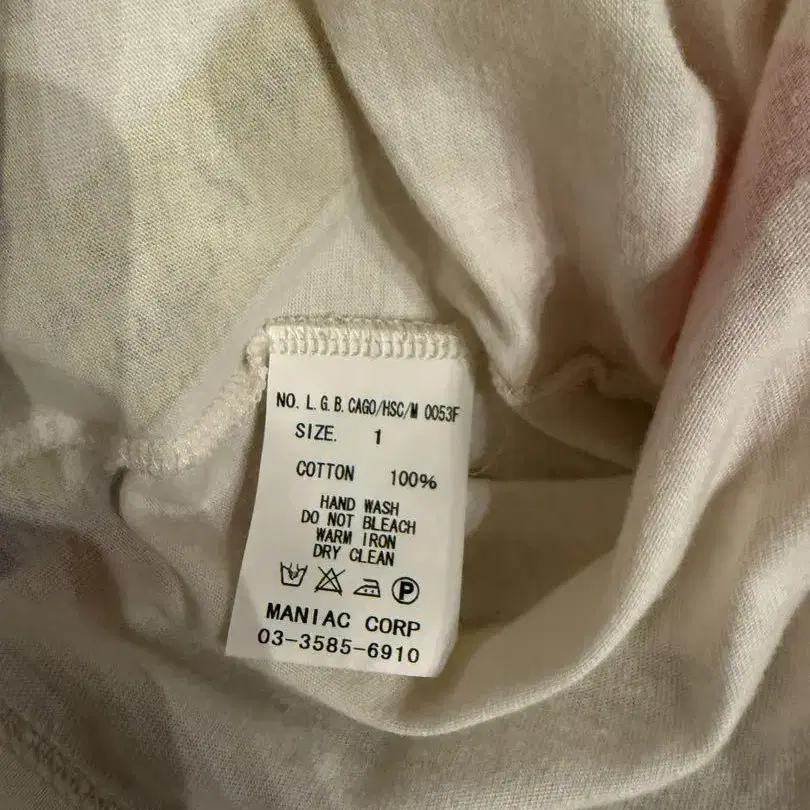 NO. L.G.B.CAGO/HSC/M 0053F
SIZE. 1
COTTON 100%
HAND WASH
DO NOT BLEACH
WARM IRON
DRY CLEAN
P
MANIAC CORP
03-3585-6910